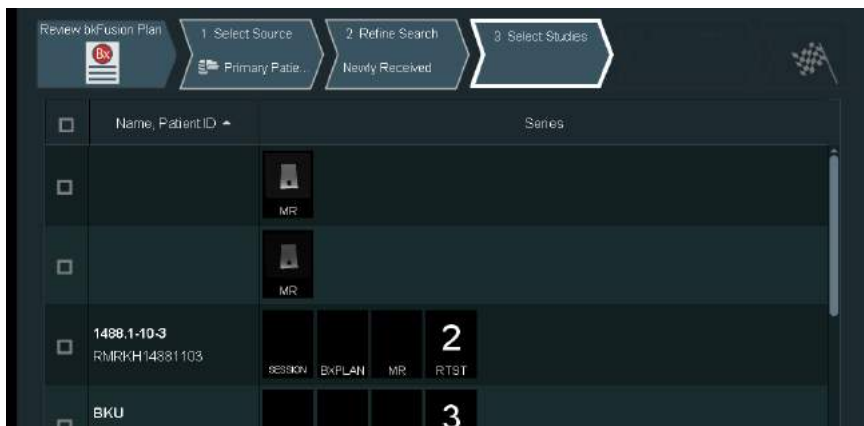 Review bkFusion Plan
Bx
1 Select Source
Primary Patie..
2 Refine Search
Newly Received
3 Select Studies
Name, Patient ID
Series
MR
MR
1488.1-10-3
RMRKH14881103
SESSION
BXPLAN
MR
2
RTST
BKU
3